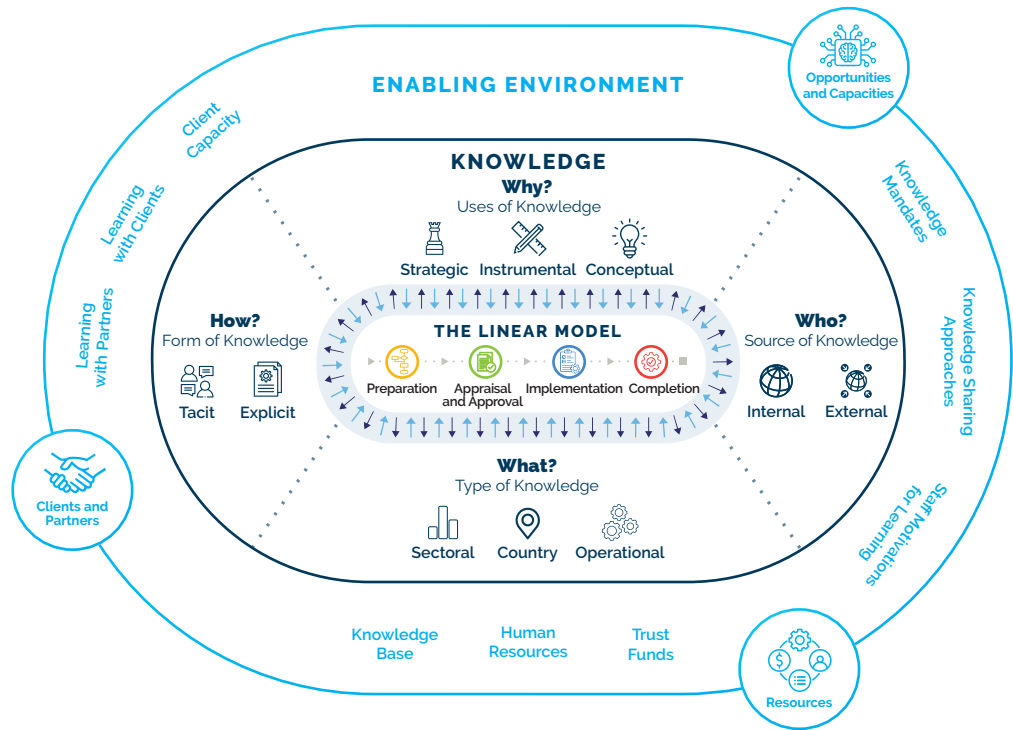 ENABLING ENVIRONMENT
Opportunities
and Capacities
Client
Capacity
Learning
with Clients
Learning
with Partners
Clients and
Partners
Knowledge
Mandates
Knowledge Sharing
Approaches
Staff Motivations
for Learning
Resources
Knowledge
Base
Human
Resources
Trust
Funds
KNOWLEDGE
Why?
Uses of Knowledge
Strategic
Instrumental
Conceptual
How?
Form of Knowledge
Tacit
Explicit
THE LINEAR MODEL
Preparation
Appraisal
and Approval
Implementation
Completion
Who?
Source of Knowledge
Internal
External
What?
Type of Knowledge
Sectoral
Country
Operational